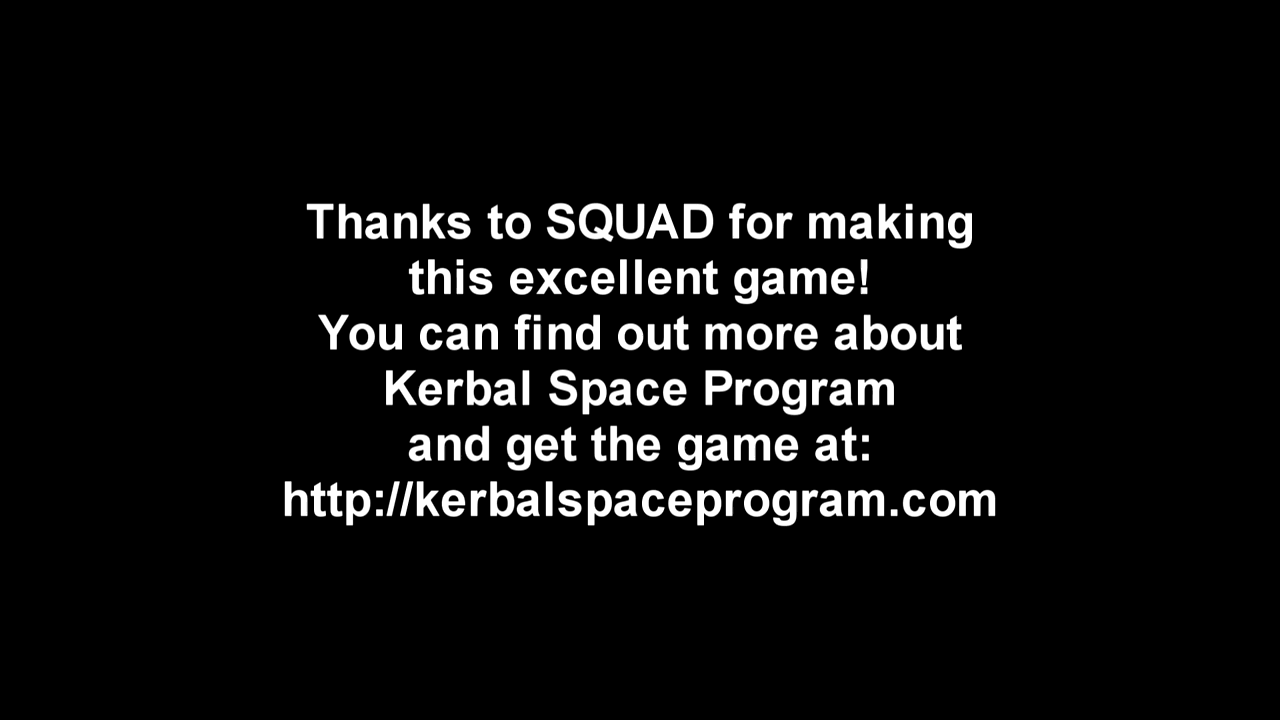 Thanks to SQUAD for making
this excellent game!
You can find out more about
Kerbal Space Program
and get the game at:
http://kerbalspaceprogram.com